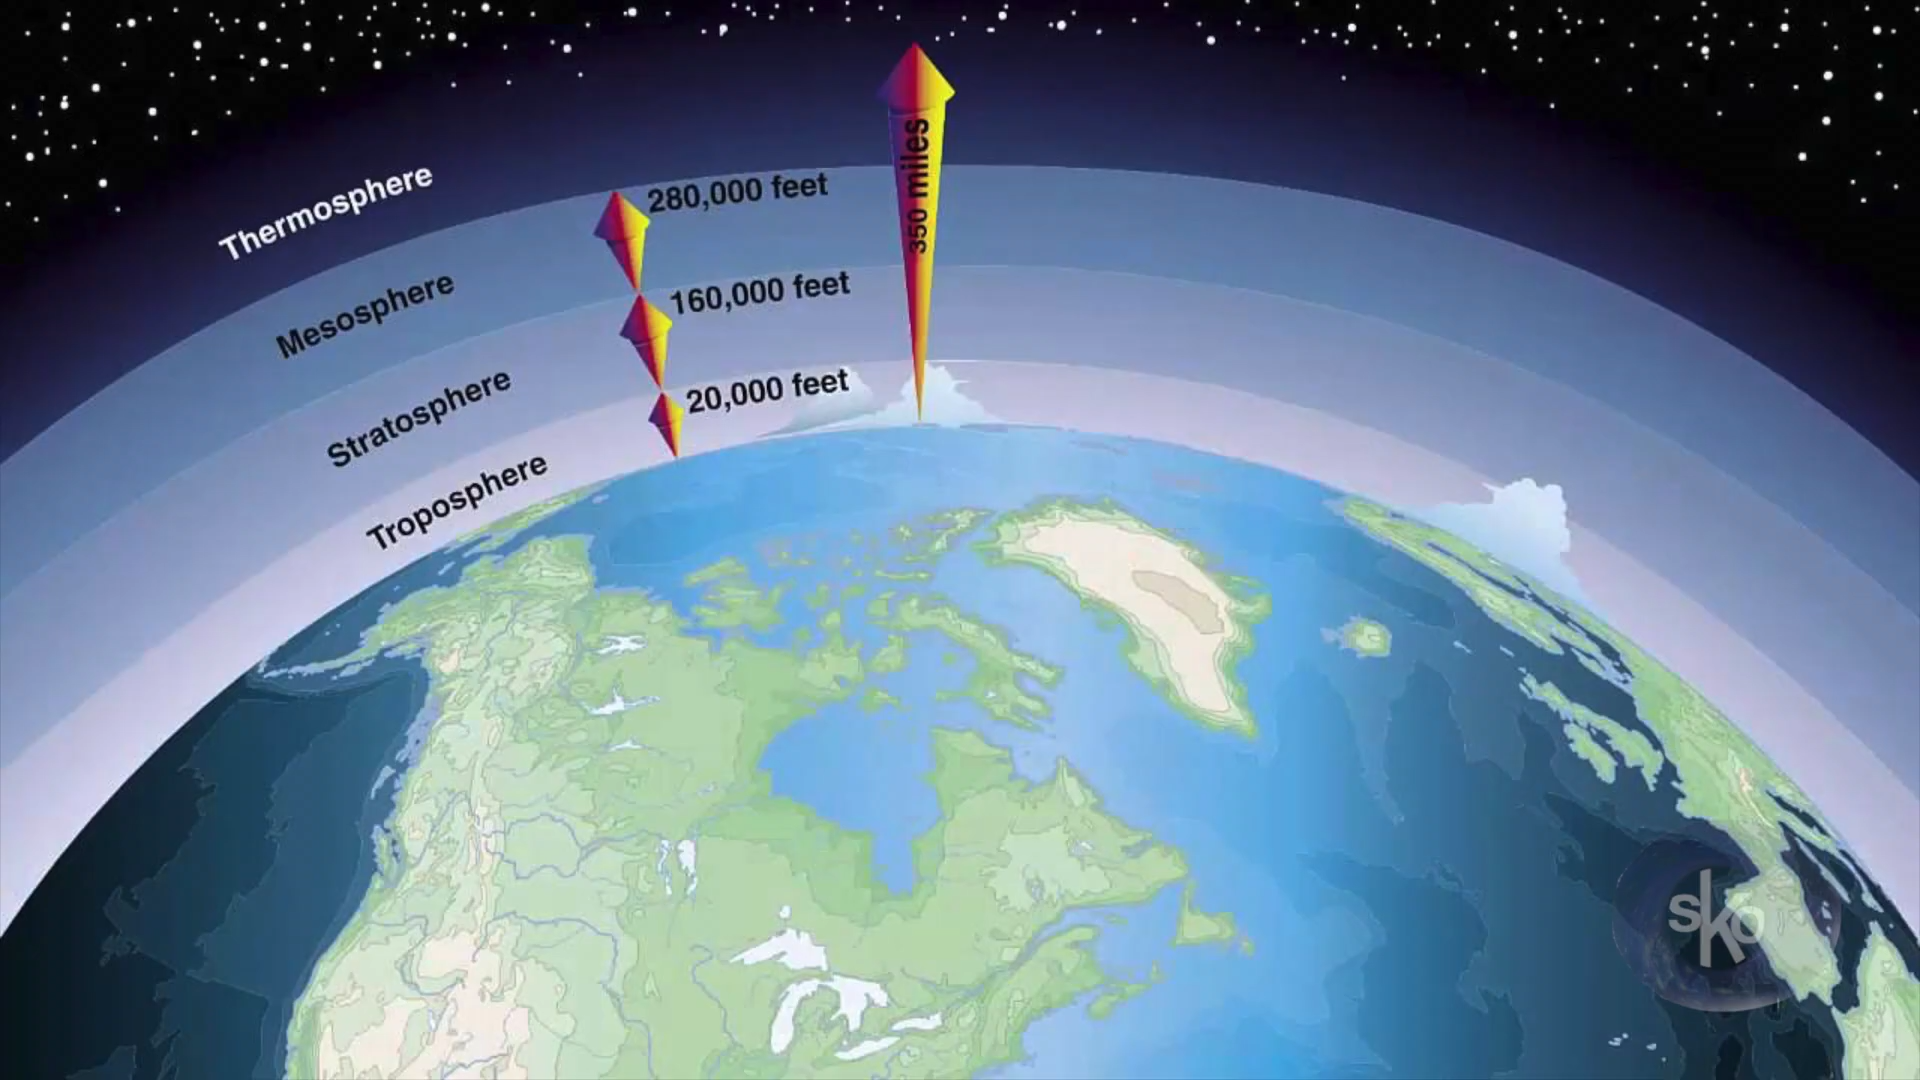 350 miles
Thermosphere
280,000 feet
Mesosphere
160,000 feet
Stratosphere
20,000 feet
Troposphere
sko